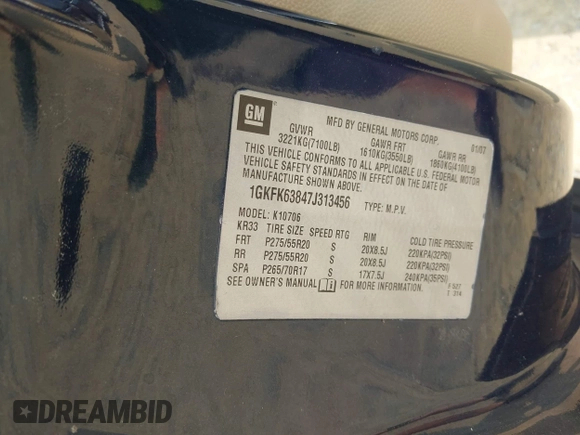 GM
MFD BY GENERAL MOTORS CORP. 01/07
GVWR GAWR FRT GAWR RR
3221KG(7100LB) 1610KG(3550LB) 1860KG(4100LB)
THIS VEHICLE CONFORMS TO ALL APPLICABLE U.S. FEDERAL MOTOR
VEHICLE SAFETY STANDARDS IN EFFECT ON THE DATE OF
MANUFACTURE SHOWN ABOVE.
1GKFK63847J313456 TYPE: M.P.V.
MODEL: K10706
KR33 TIRE SIZE SPEED RTG RIM COLD TIRE PRESSURE
FRT P275/55R20 S 20X8.5J 220KPA(32PSI)
RR P275/55R20 S 20X8.5J 220KPA(32PSI)
SPA P265/70R17 S 17X7.5J 240KPA(35PSI)
SEE OWNER'S MANUAL FOR MORE INFORMATION.
DREAMBID